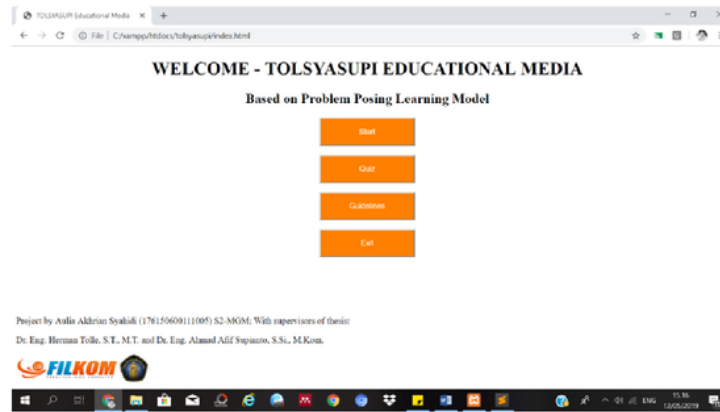 TOLSYASUPI Educational Media
File C:/xampp/htdocs/tolsyasupi/index.html
WELCOME - TOLSYASUPI EDUCATIONAL MEDIA
Based on Problem Posing Learning Model
Start
Quiz
Guidelines
Exit
Project by Aulia Akhrian Syahidi (176150600111005) S2-MGM; With supervisors of thesis:
Dr. Eng. Herman Tolle, S.T., M.T. and Dr. Eng. Ahmad Afif Supianto, S.Si., M.Kom.
FILKOM
ENG
15.36
12/05/2019